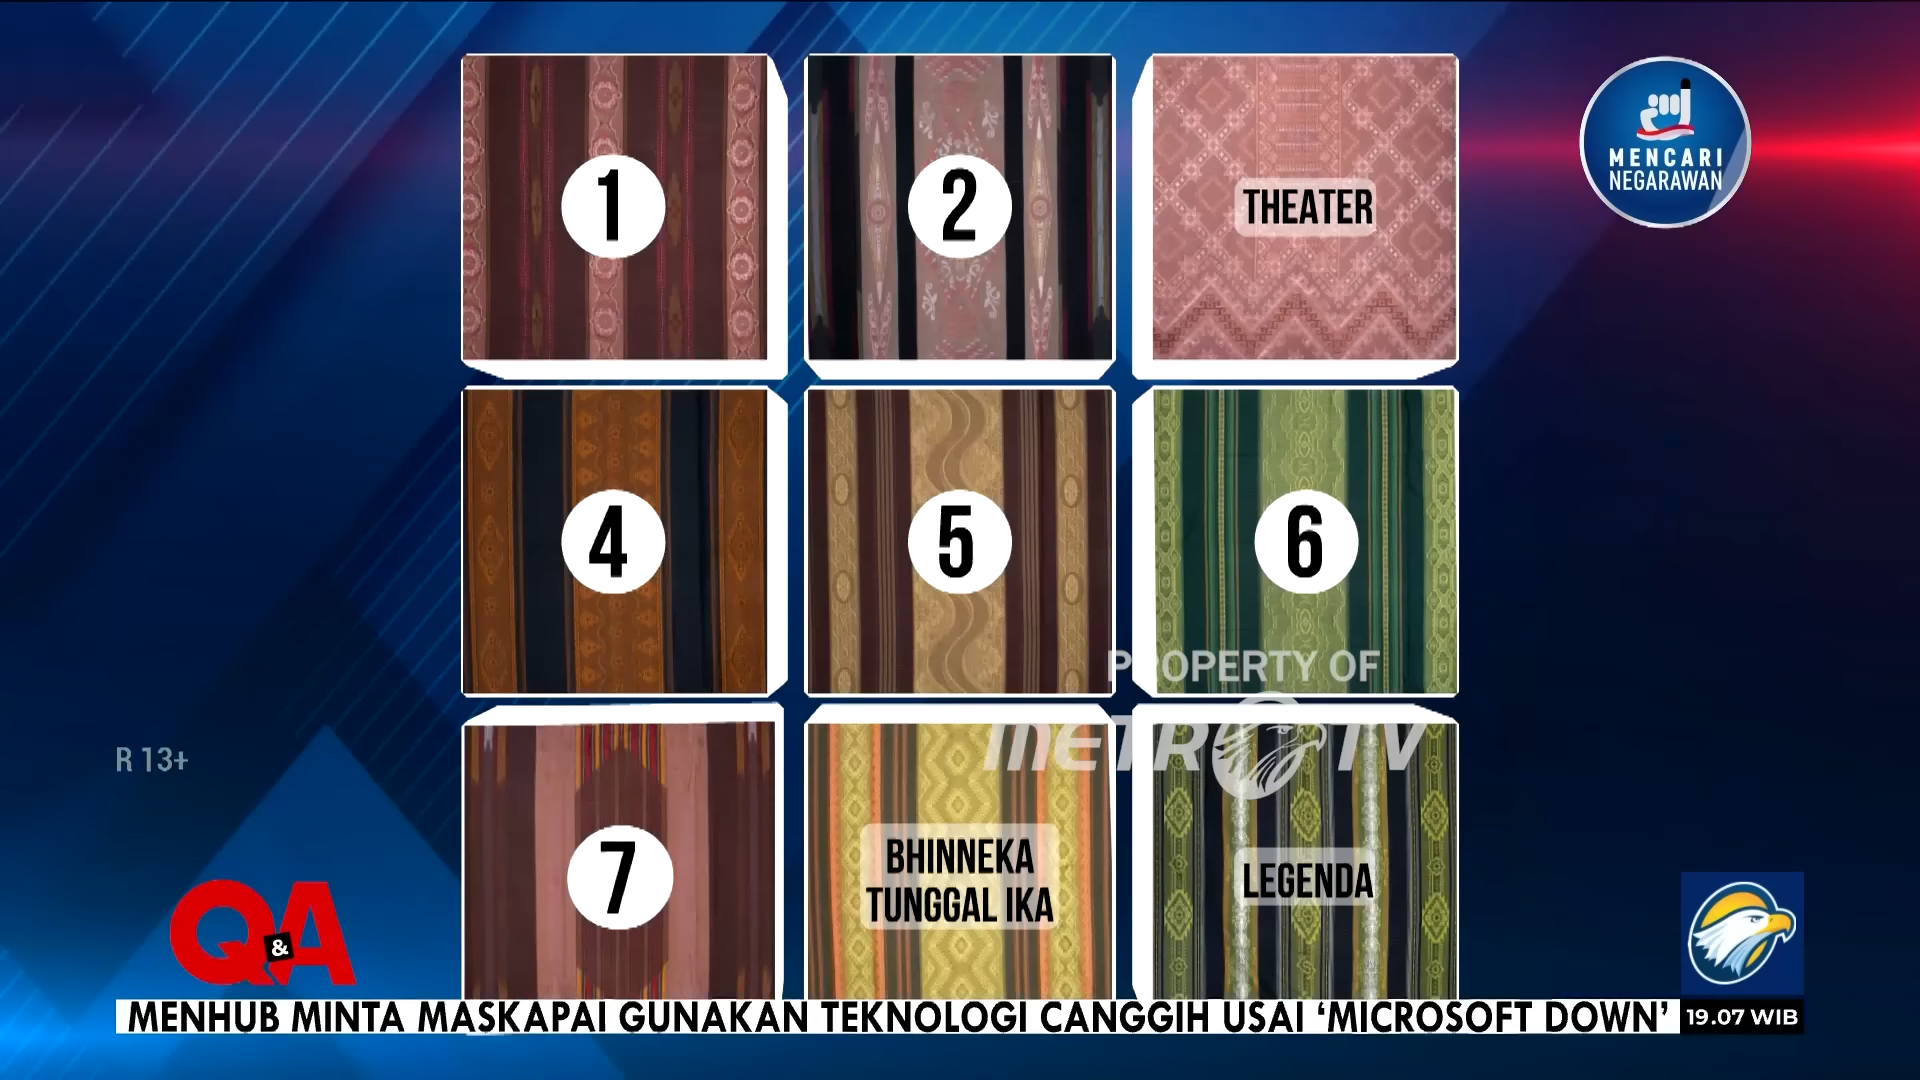 1
2
THEATER
MENCARI
NEGARAWAN
4
5
6
PROPERTY OF
METRO TV
R 13+
7
BHINNEKA
TUNGGAL IKA
LEGENDA
Q&A
MENHUB MINTA MASKAPAI GUNAKAN TEKNOLOGI CANGGIH USAI ‘MICROSOFT DOWN’
19.07 WIB